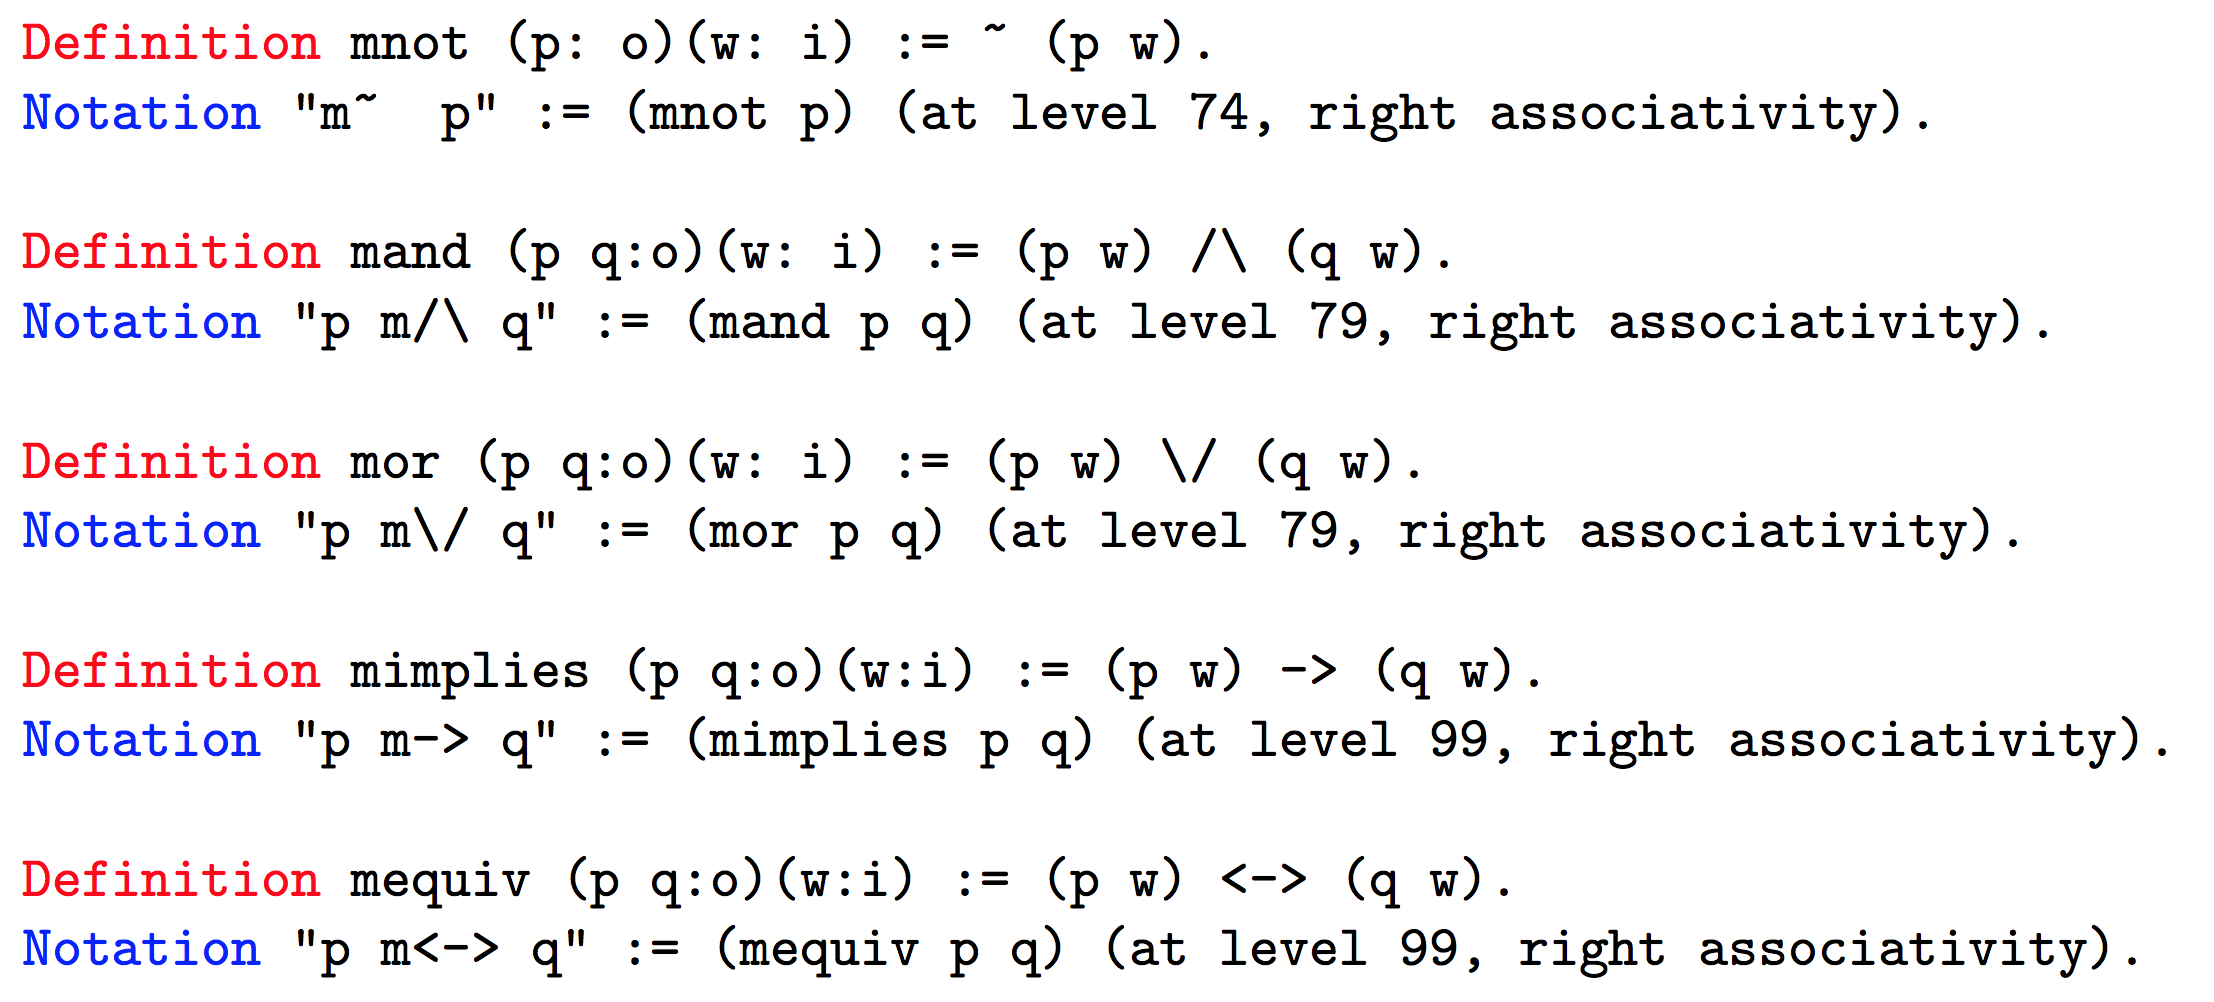 Definition mnot (p: o)(w: i) := ~ (p w).
Notation "m~  p" := (mnot p) (at level 74, right associativity).
Definition mand (p q:o)(w: i) := (p w) /\ (q w).
Notation "p m/\ q" := (mand p q) (at level 79, right associativity).
Definition mor (p q:o)(w: i) := (p w) \/ (q w).
Notation "p m\/ q" := (mor p q) (at level 79, right associativity).
Definition mimplies (p q:o)(w:i) := (p w) -> (q w).
Notation "p m-> q" := (mimplies p q) (at level 99, right associativity).
Definition mequiv (p q:o)(w:i) := (p w) <-> (q w).
Notation "p m<-> q" := (mequiv p q) (at level 99, right associativity).